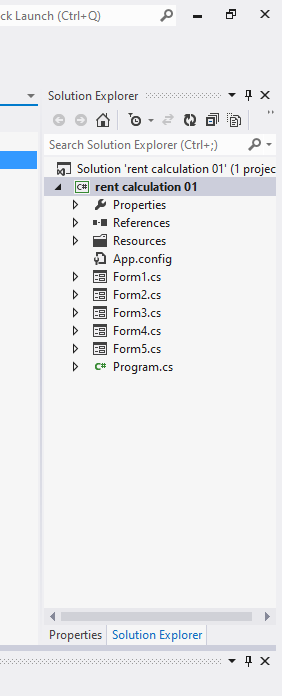 ck Launch (Ctrl+Q)
Solution Explorer
Search Solution Explorer (Ctrl+;)
Solution 'rent calculation 01' (1 projec
C# rent calculation 01
Properties
References
Resources
App.config
Form1.cs
Form2.cs
Form3.cs
Form4.cs
Form5.cs
C# Program.cs
Properties Solution Explorer